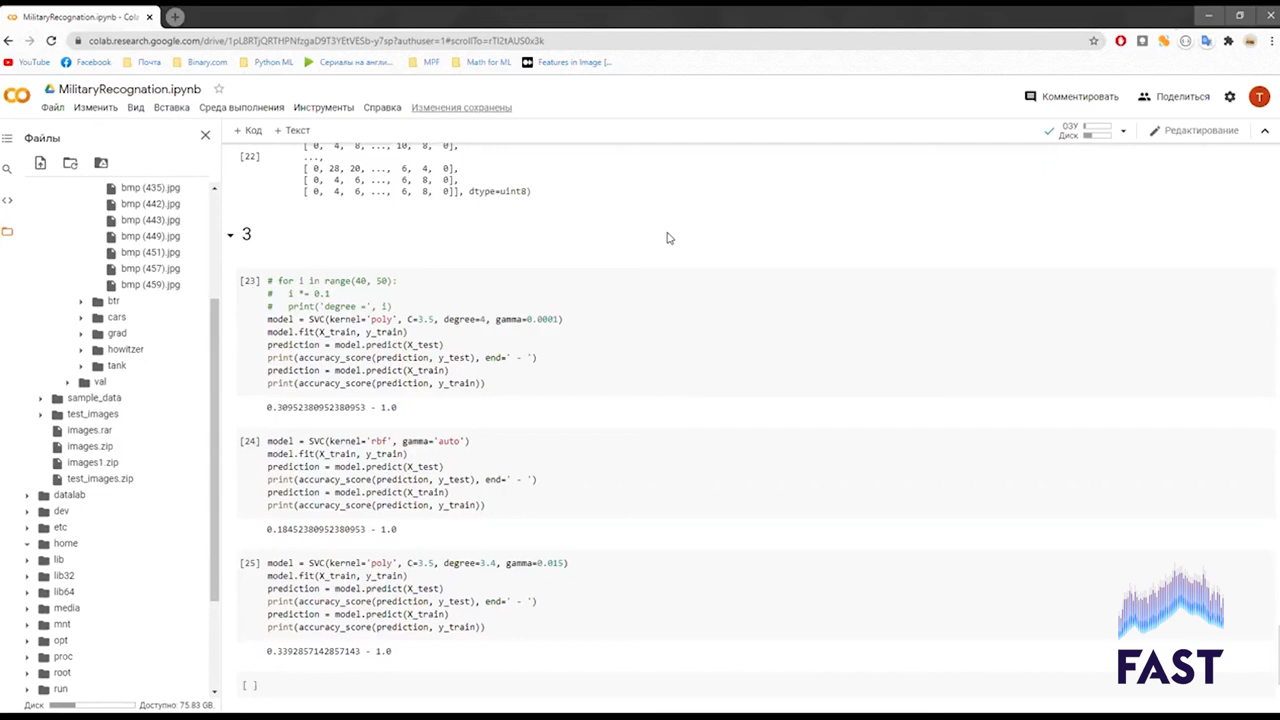 MilitaryRecognation.ipynb - Cola
colab.research.google.com/drive/1pLBRTjQRTHPNfzgaD9T3YEtVESb-y7sp?authuser=1#scrollTo=rTI2tAUS0x3k
YouTube Facebook Почта Binary.com Python ML Сериалы на англи... MPF Math for ML Features in Image [...
MilitaryRecognation.ipynb
Комментировать Поделиться T
Файл Изменить Вид Вставка Среда выполнения Инструменты Справка Изменения сохранены
Файлы
+ Код + Текст
ОЗУ
Диск
Редактирование
bmp (435).jpg
bmp (442).jpg
bmp (443).jpg
bmp (449).jpg
bmp (451).jpg
bmp (457).jpg
bmp (459).jpg
btr
cars
grad
howitzer
tank
val
sample_data
test_images
images.rar
images.zip
images1.zip
test_images.zip
datalab
dev
etc
home
lib
lib32
lib64
media
mnt
opt
proc
root
run
Диск Доступно: 75.83 GB.
[ 0, 4, 8, ..., 10, 8, 0],
[22] ...,
[ 0, 28, 20, ..., 6, 4, 0],
[ 0, 4, 6, ..., 6, 8, 0],
[ 0, 4, 6, ..., 6, 8, 0]], dtype=uint8)
3
[23] # for i in range(40, 50):
# i *= 0.1
# print('degree =', i)
model = SVC(kernel='poly', C=3.5, degree=4, gamma=0.0001)
model.fit(X_train, y_train)
prediction = model.predict(X_test)
print(accuracy_score(prediction, y_test), end=' - ')
prediction = model.predict(X_train)
print(accuracy_score(prediction, y_train))
0.30952380952380953 - 1.0
[24] model = SVC(kernel='rbf', gamma='auto')
model.fit(X_train, y_train)
prediction = model.predict(X_test)
print(accuracy_score(prediction, y_test), end=' - ')
prediction = model.predict(X_train)
print(accuracy_score(prediction, y_train))
0.18452380952380953 - 1.0
[25] model = SVC(kernel='poly', C=3.5, degree=3.4, gamma=0.015)
model.fit(X_train, y_train)
prediction = model.predict(X_test)
print(accuracy_score(prediction, y_test), end=' - ')
prediction = model.predict(X_train)
print(accuracy_score(prediction, y_train))
0.3392857142857143 - 1.0
[ ]
FAST